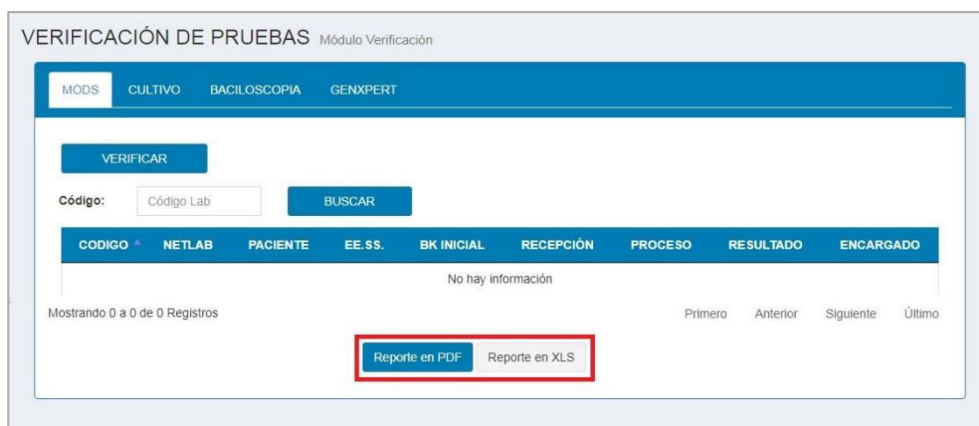 VERIFICACIÓN DE PRUEBAS Módulo Verificación
MODS CULTIVO BACILOSCOPIA GENXPERT
VERIFICAR
Código: Código Lab BUSCAR
CODIGO NETLAB PACIENTE EE.SS. BK INICIAL RECEPCIÓN PROCESO RESULTADO ENCARGADO
No hay información
Mostrando 0 a 0 de 0 Registros Primero Anterior Siguiente Último
Reporte en PDF Reporte en XLS